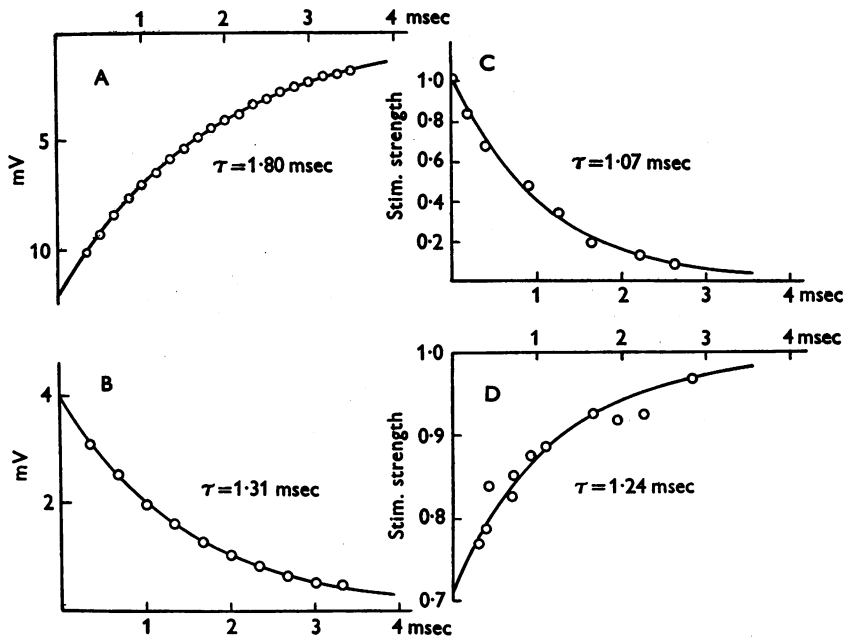 1 2 3 4 msec
A
5
10
mV
τ=1·80 msec
C
1·0
0·8
0·6
0·4
0·2
Stim. strength
τ=1·07 msec
1 2 3 4 msec
B
4
2
mV
τ=1·31 msec
1 2 3 4 msec
1 2 3 4 msec
1·0
0·9
0·8
0·7
D
Stim. strength
τ=1·24 msec